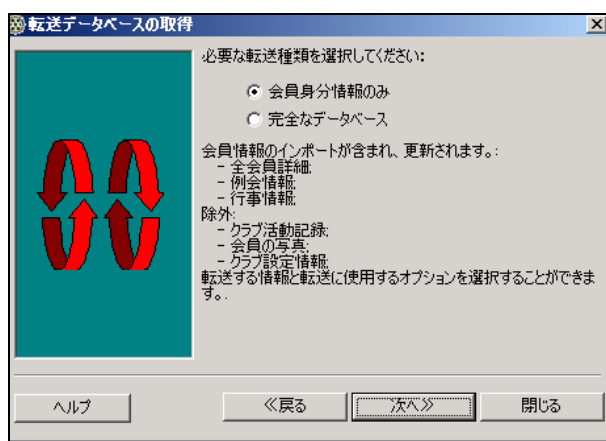 転送データベースの取得
必要な転送種類を選択してください:
会員身分情報のみ
完全なデータベース
会員情報のインポートが含まれ、更新されます。:
- 全会員詳細;
- 例会情報;
- 行事情報;
除外:
- クラブ活動記録;
- 会員の写真;
- クラブ設定情報;
転送する情報と転送に使用するオプションを選択することができま
す。.
ヘルプ
≪戻る
次へ≫
閉じる